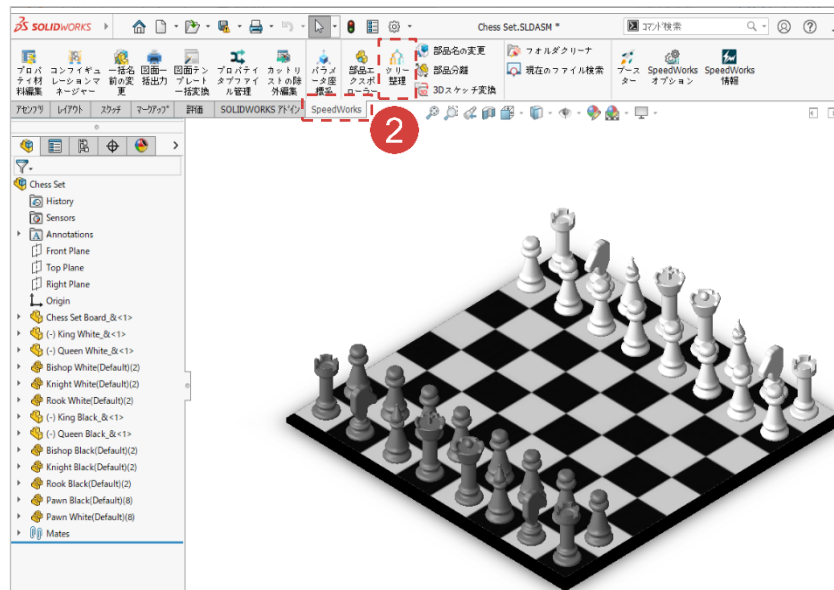 SOLIDWORKS
Chess Set.SLDASM *
コマンド検索
プロパティ材料編集
コンフィギュレーションマネージャー
一括名前の変更
図面一括出力
図面テンプレート一括変換
プロパティタブファイル管理
カットリストの除外編集
パラメータ座標系
部品エクスポローラー
ツリー整理
部品名の変更
部品分離
3Dスケッチ変換
フォルダクリーナ
現在のファイル検索
ブースター
SpeedWorks オプション
SpeedWorks 情報
アセンブリ
レイアウト
スケッチ
マークアップ
評価
SOLIDWORKS アドイン
SpeedWorks
2
Chess Set
History
Sensors
Annotations
Front Plane
Top Plane
Right Plane
Origin
Chess Set Board_&<1>
(-) King White_&<1>
(-) Queen White_&<1>
Bishop White(Default)(2)
Knight White(Default)(2)
Rook White(Default)(2)
(-) King Black_&<1>
(-) Queen Black_&<1>
Bishop Black(Default)(2)
Knight Black(Default)(2)
Rook Black(Default)(2)
Pawn Black(Default)(8)
Pawn White(Default)(8)
Mates